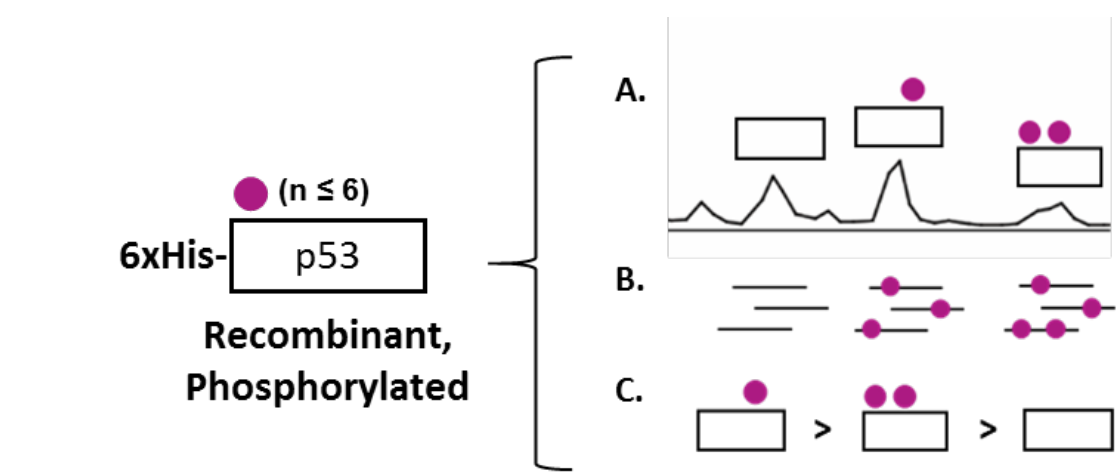 (n ≤ 6)
6xHis-
p53
Recombinant,
Phosphorylated
A.
B.
C.
> >